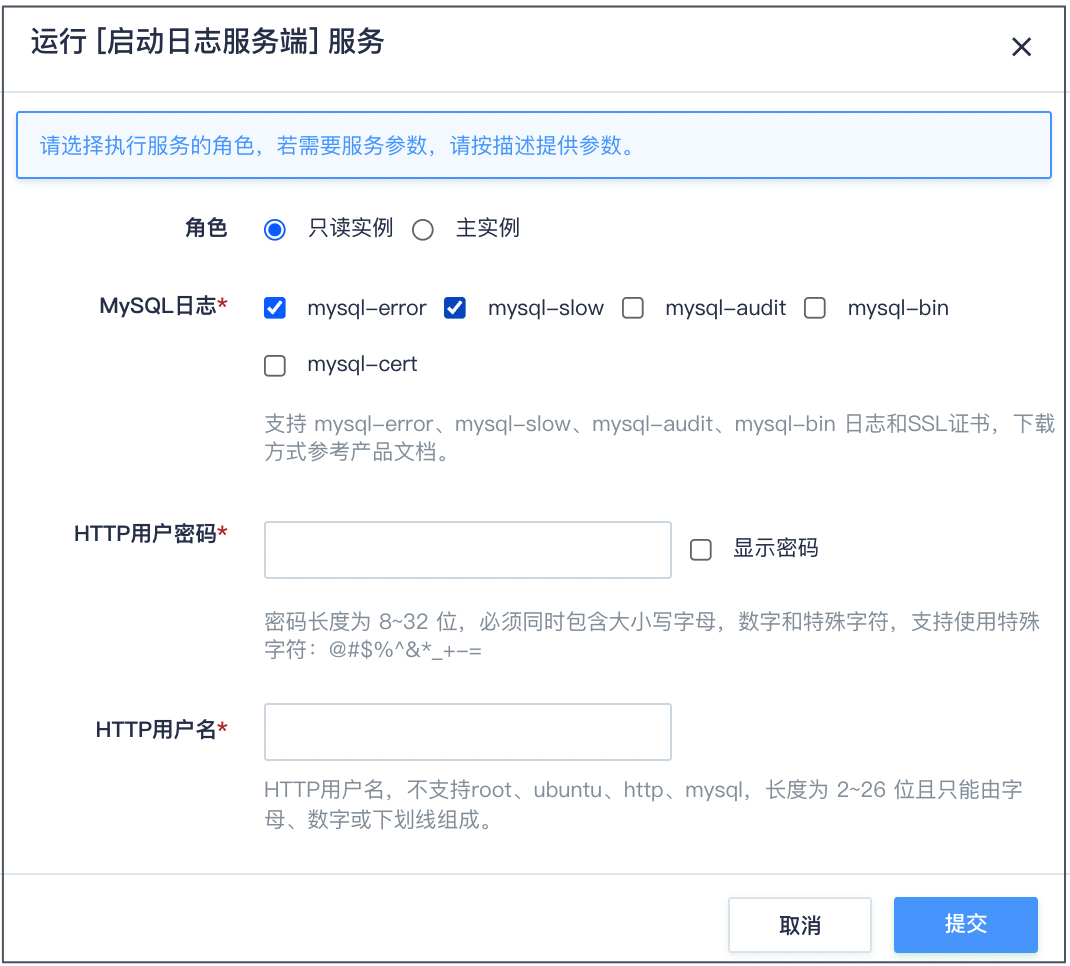 运行 [启动日志服务端] 服务
请选择执行服务的角色，若需要服务参数，请按描述提供参数。
角色 只读实例 主实例
MySQL日志* mysql-error mysql-slow mysql-audit mysql-bin
mysql-cert
支持 mysql-error、mysql-slow、mysql-audit、mysql-bin 日志和SSL证书，下载
方式参考产品文档。
HTTP用户密码* 显示密码
密码长度为 8~32 位，必须同时包含大小写字母，数字和特殊字符，支持使用特殊
字符：@#$%^&*_+-=
HTTP用户名*
HTTP用户名，不支持root、ubuntu、http、mysql，长度为 2~26 位且只能由字
母、数字或下划线组成。
取消 提交